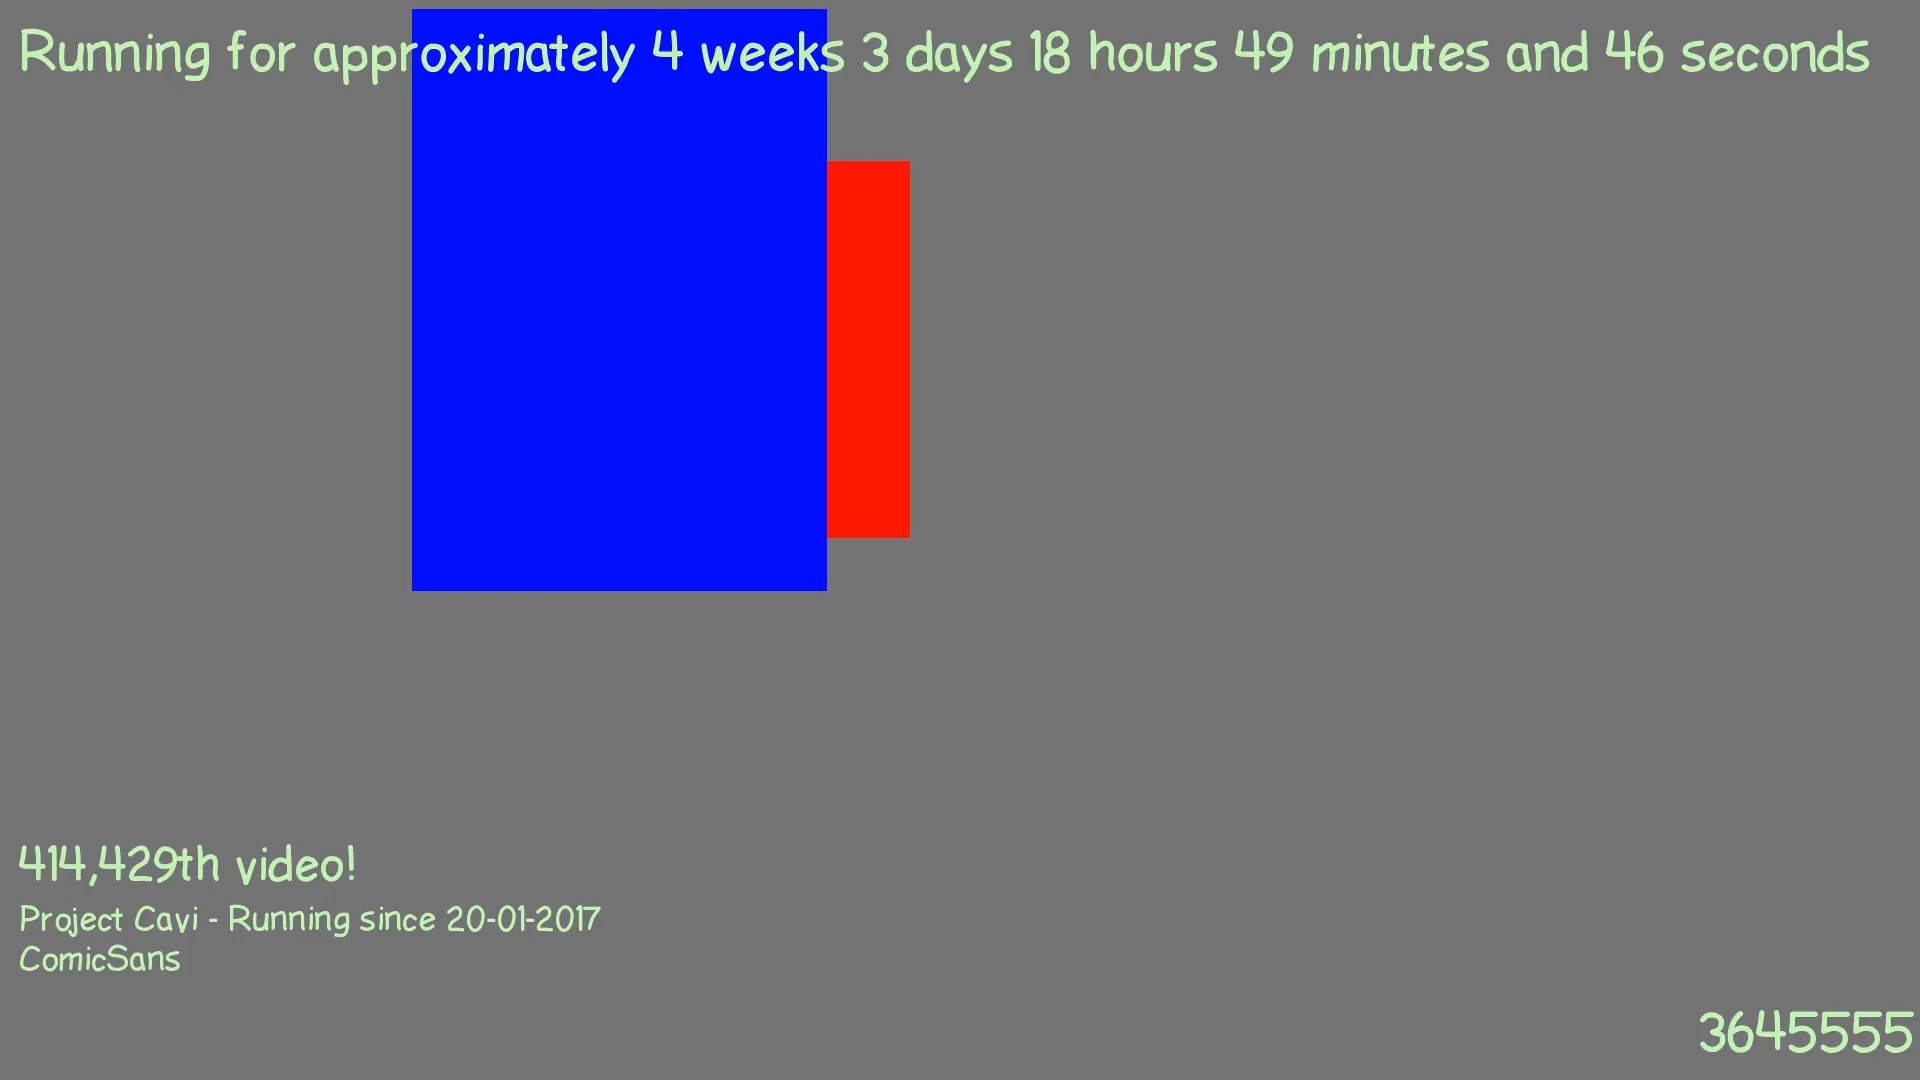 Running for approximately 4 weeks 3 days 18 hours 49 minutes and 46 seconds
414,429th video!
Project Cavi - Running since 20-01-2017
ComicSans
3645555